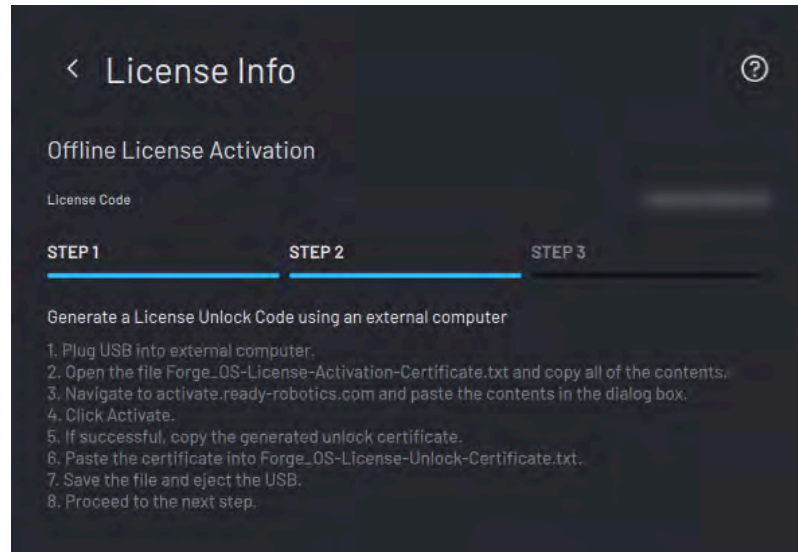 License Info
Offline License Activation
License Code
STEP 1 STEP 2 STEP 3
Generate a License Unlock Code using an external computer
1. Plug USB into external computer.
2. Open the file Forge_OS-License-Activation-Certificate.txt and copy all of the contents.
3. Navigate to activate.ready-robotics.com and paste the contents in the dialog box.
4. Click Activate.
5. If successful, copy the generated unlock certificate.
6. Paste the certificate into Forge_OS-License-Unlock-Certificate.txt.
7. Save the file and eject the USB.
8. Proceed to the next step.